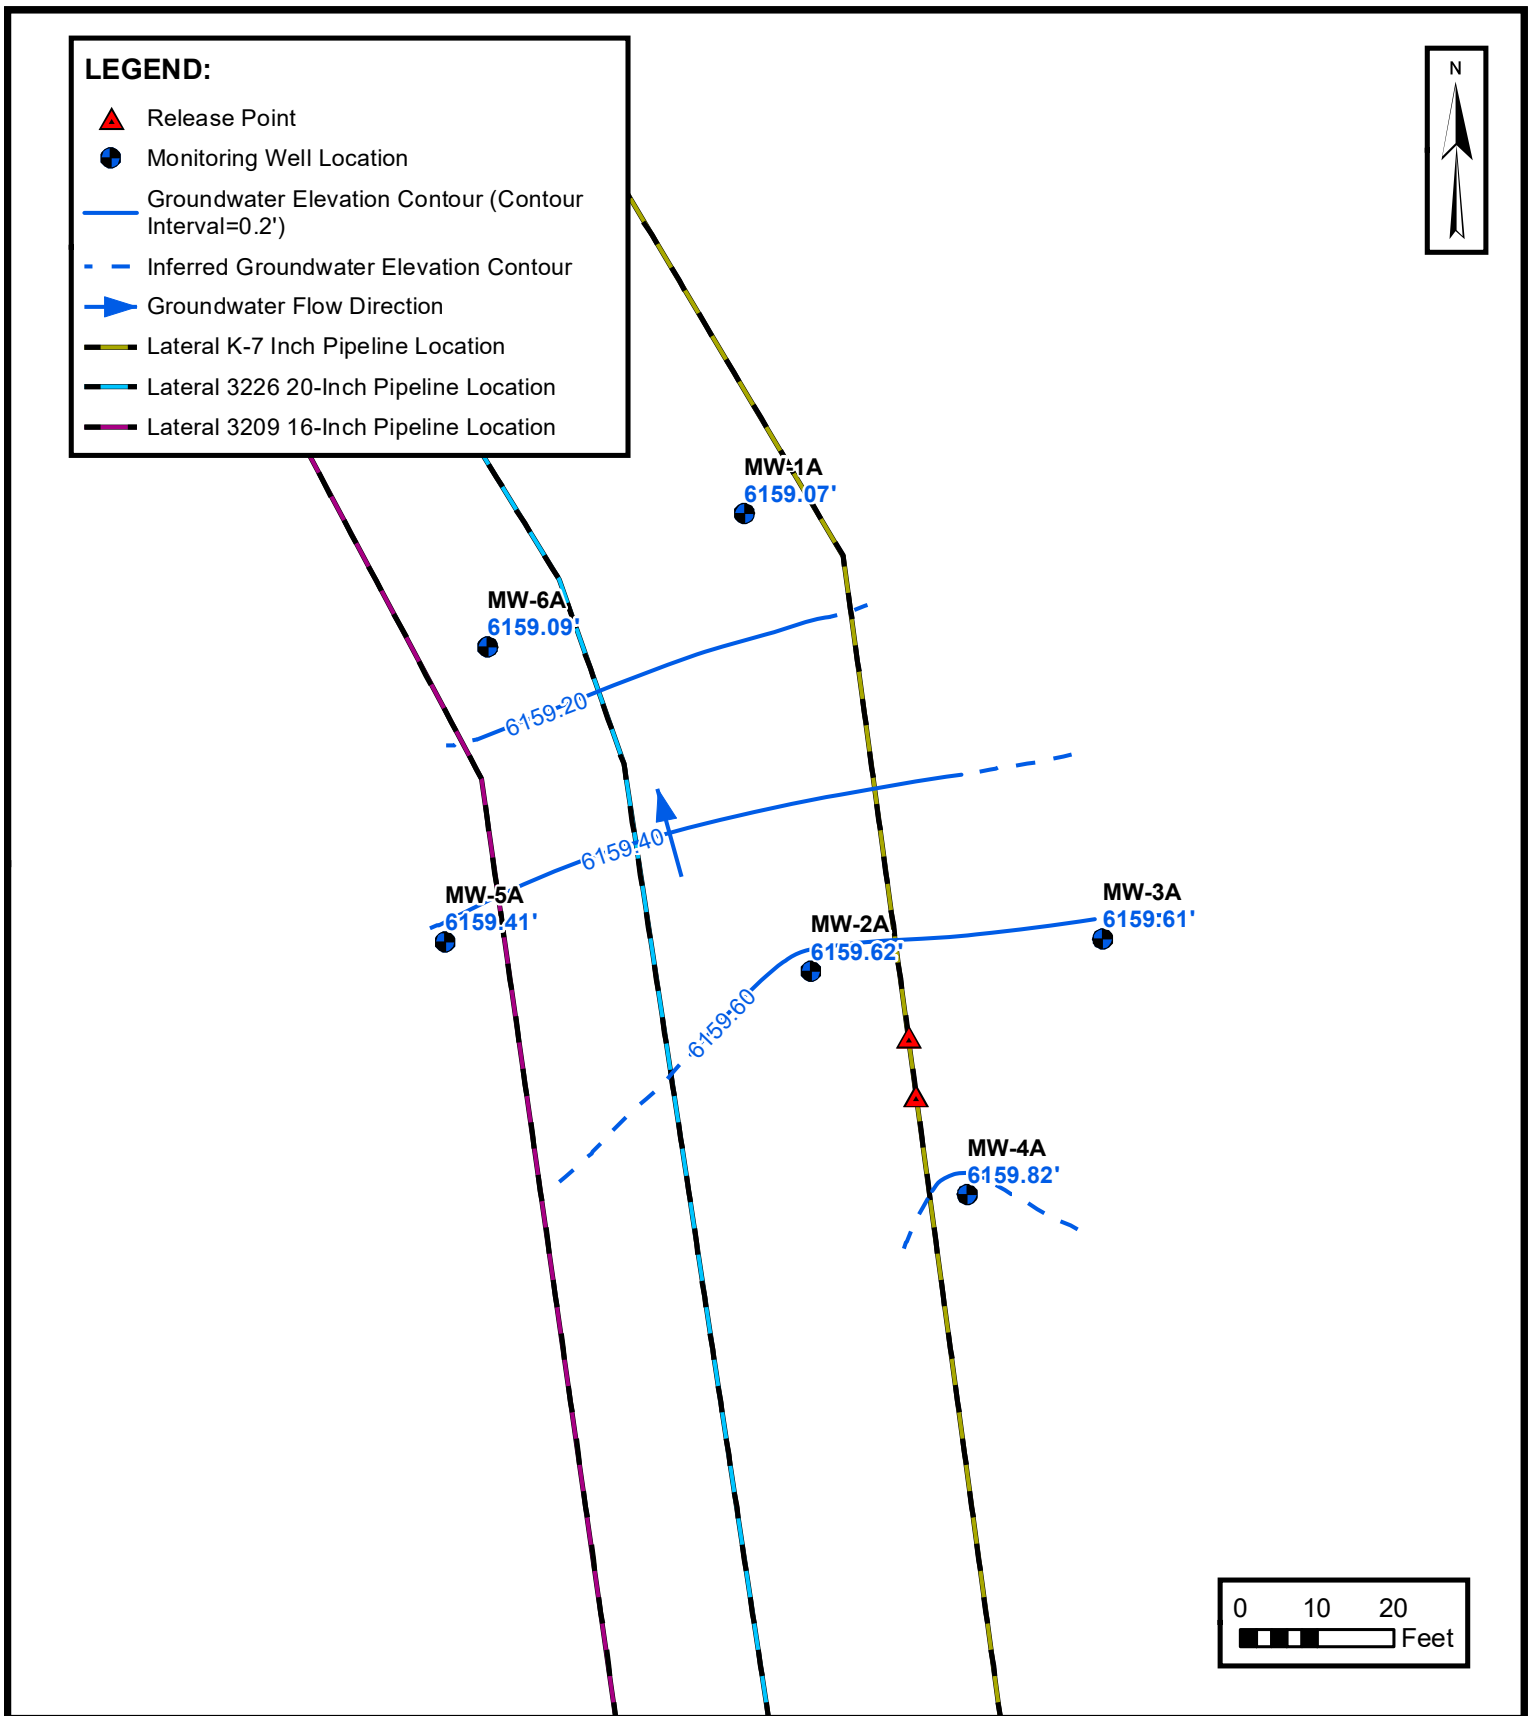 LEGEND:
Release Point
Monitoring Well Location
Groundwater Elevation Contour (Contour
Interval=0.2')
Inferred Groundwater Elevation Contour
Groundwater Flow Direction
Lateral K-7 Inch Pipeline Location
Lateral 3226 20-Inch Pipeline Location
Lateral 3209 16-Inch Pipeline Location
N
MW-1A
6159.07'
MW-6A
6159.09'
6159.20
6159.40
MW-5A
6159.41'
MW-2A
6159.62'
MW-3A
6159.61'
6159.60
MW-4A
6159.82'
0 10 20
Feet